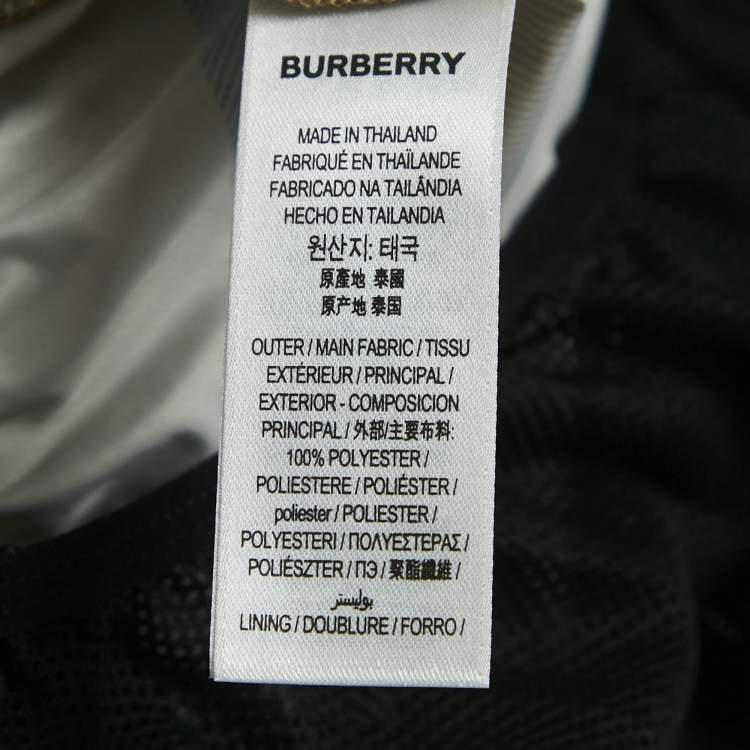 BURBERRY
MADE IN THAILAND
FABRIQUÉ EN THAÏLANDE
FABRICADO NA TAILÂNDIA
HECHO EN TAILANDIA
원산지: 태국
原產地 泰國
原产地 泰国
OUTER / MAIN FABRIC / TISSU
EXTÉRIEUR / PRINCIPAL /
EXTERIOR - COMPOSICION
PRINCIPAL / 外部/主要布料:
100% POLYESTER /
POLIESTERE / POLIÉSTER /
poliester / POLIESTER /
POLYESTERI / ΠΟΛΥΕΣΤΕΡΑΣ /
POLIÉSZTER / ПЭ / 聚酯纖維 /
بوليستر
LINING / DOUBLURE / FORRO /